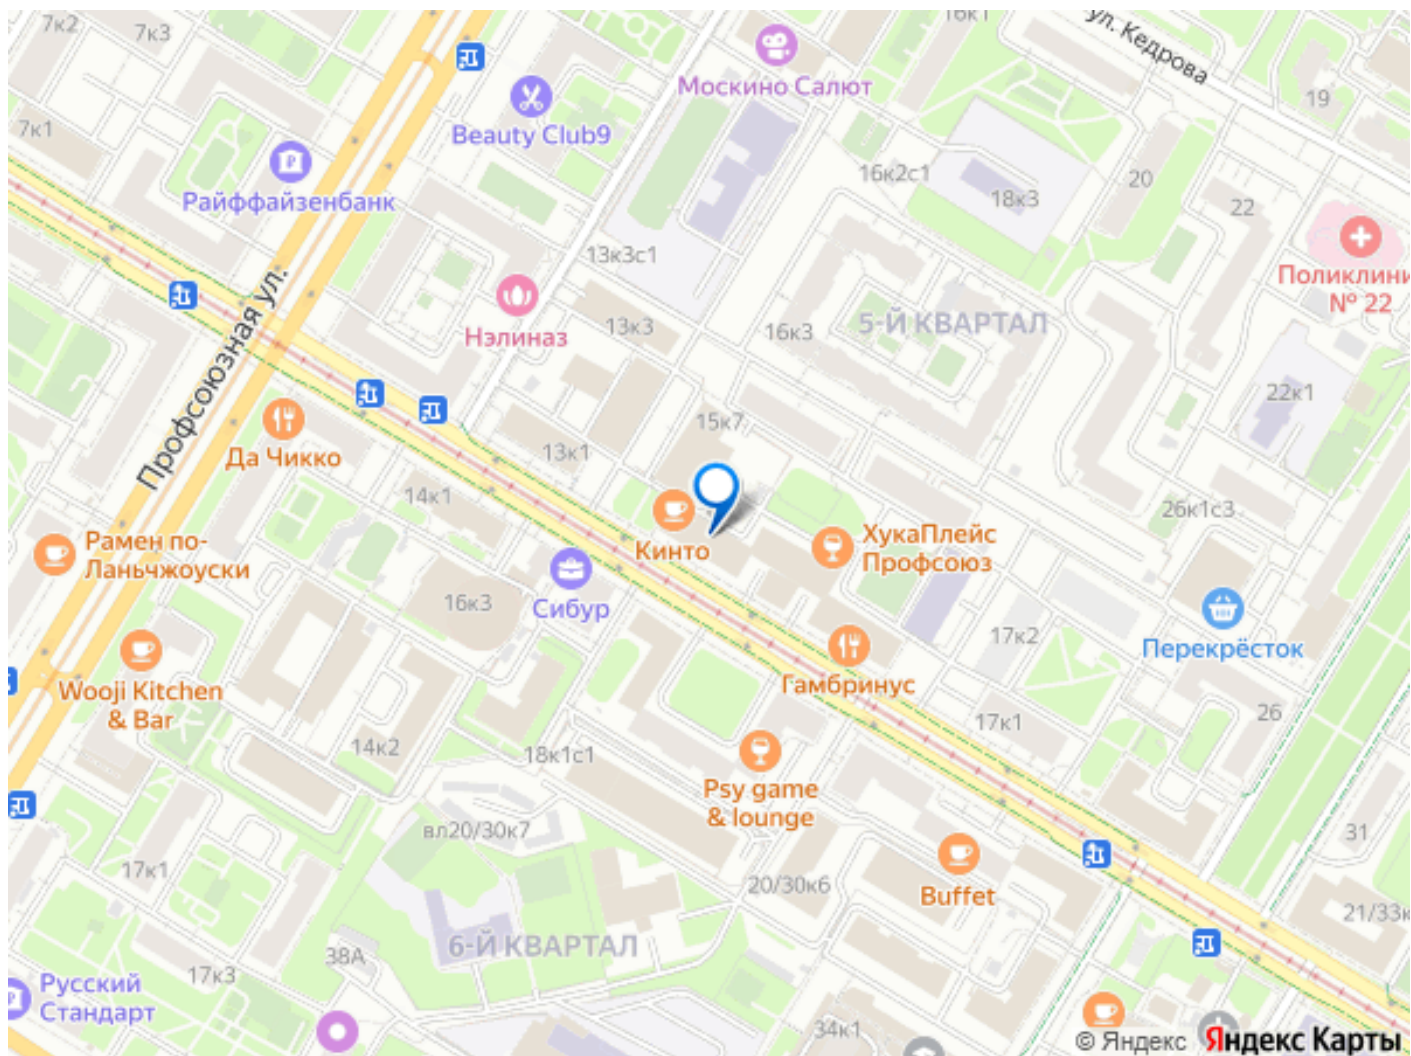 7к2
7к3
16к1
ул. Кедрова
Москино Салют
Beauty Club9
19
7к1
Райффайзенбанк
16к2с1
18к3
20
22
Поликлини
№ 22
13к3с1
Профсоюзная ул.
Нэлиназ
13к3
16к3
5-Й КВАРТАЛ
22к1
15к7
13к1
Да Чикко
14к1
26к1с3
Кинто
ХукаПлейс
Профсоюз
Рамен по-
Ланьчжоуски
Сибур
16к3
17к2
Перекрёсток
Wooji Kitchen
& Bar
Гамбринус
26
17к1
14к2
18к1с1
Psy game
& lounge
вл20/30к7
31
17к1
20/30к6
Buffet
21/33к
6-Й КВАРТАЛ
38А
17к3
Русский
Стандарт
34к1
© Яндекс Яндекс Карты